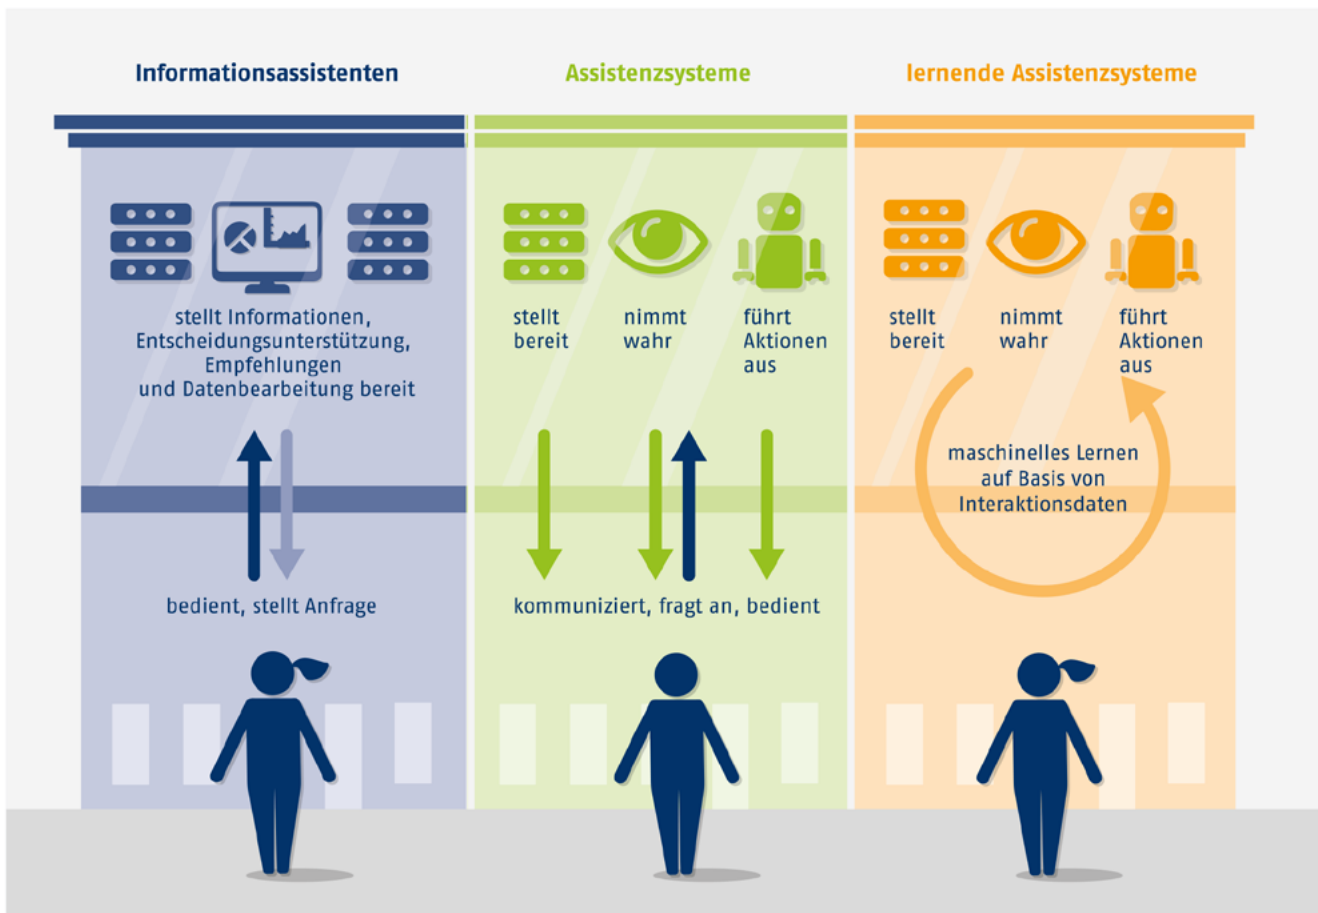 Informationsassistenten
stellt Informationen,
Entscheidungsunterstützung,
Empfehlungen
und Datenbearbeitung bereit
bedient, stellt Anfrage
Assistenzsysteme
stellt
bereit
nimmt
wahr
führt
Aktionen
aus
kommuniziert, fragt an, bedient
lernende Assistenzsysteme
stellt
bereit
nimmt
wahr
führt
Aktionen
aus
maschinelles Lernen
auf Basis von
Interaktionsdaten